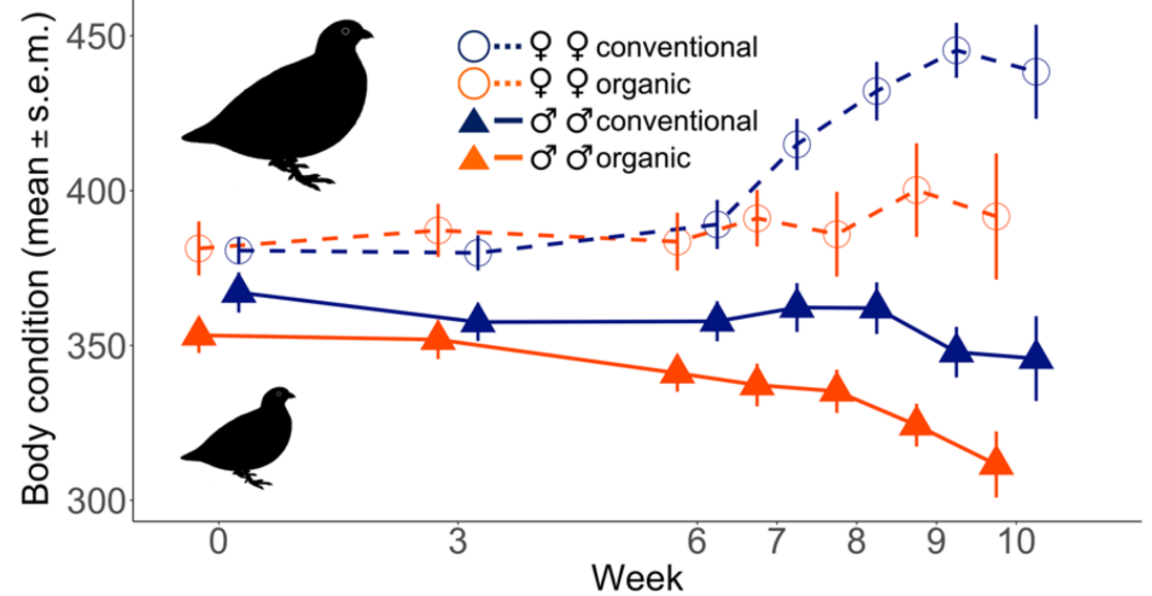 Body condition (mean ± s.e.m.)
450
400
350
300
♀ ♀ conventional
♀ ♀ organic
♂ ♂ conventional
♂ ♂ organic
0 3 6 7 8 9 10
Week